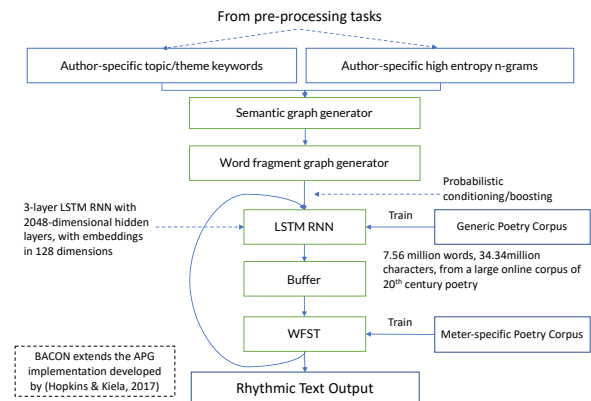 From pre-processing tasks
Author-specific topic/theme keywords
Author-specific high entropy n-grams
Semantic graph generator
Word fragment graph generator
Probabilistic
conditioning/boosting
3-layer LSTM RNN with
2048-dimensional hidden
layers, with embeddings
in 128 dimensions
LSTM RNN
Train
Generic Poetry Corpus
7.56 million words, 34.34million
characters, from a large online corpus of
20th century poetry
Buffer
WFST
Train
Meter-specific Poetry Corpus
BACON extends the APG
implementation developed
by (Hopkins & Kiela, 2017)
Rhythmic Text Output